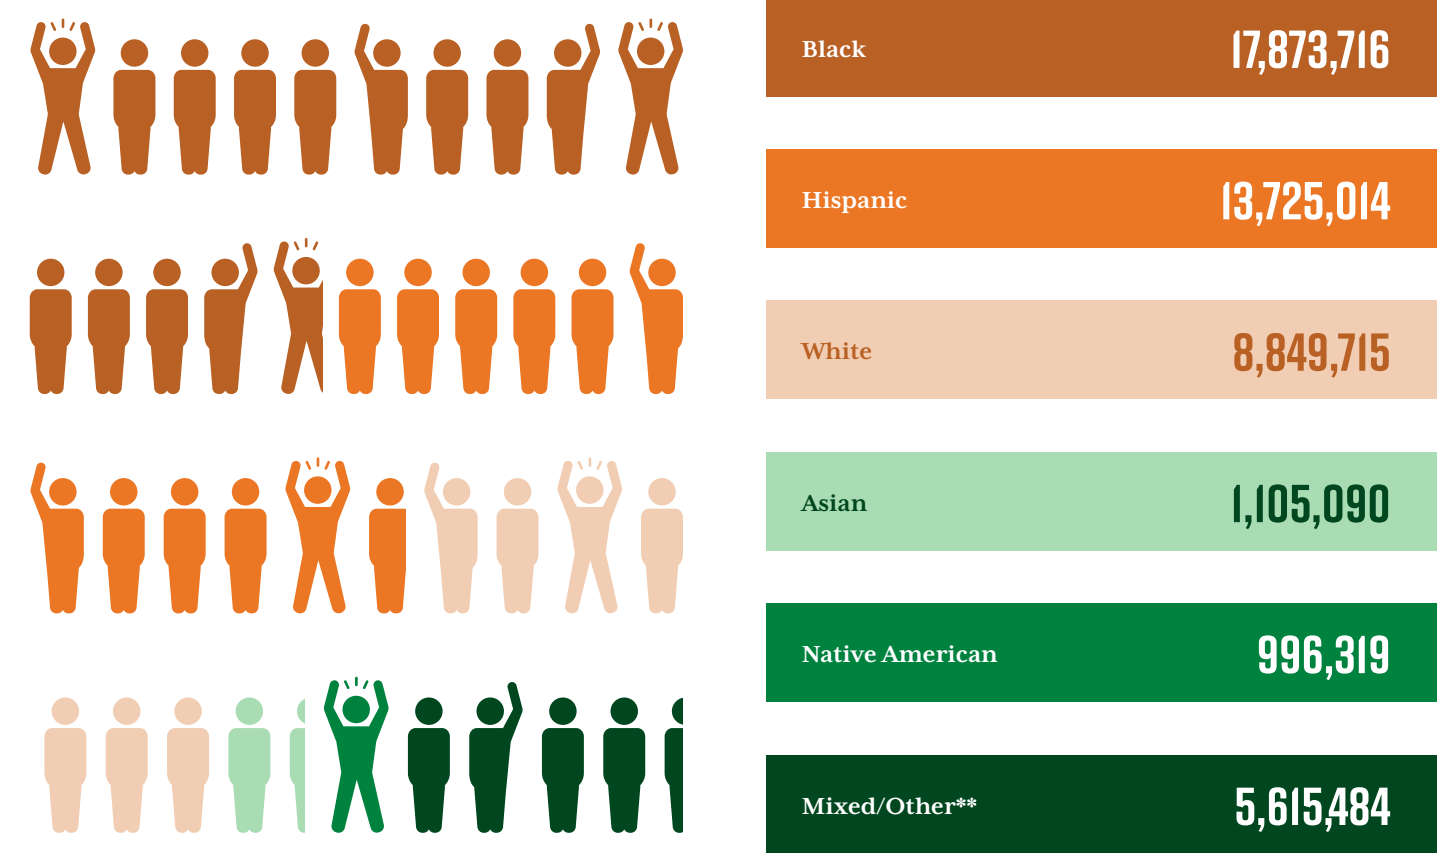 Black 17,873,716
Hispanic 13,725,014
White 8,849,715
Asian 1,105,090
Native American 996,319
Mixed/Other** 5,615,484